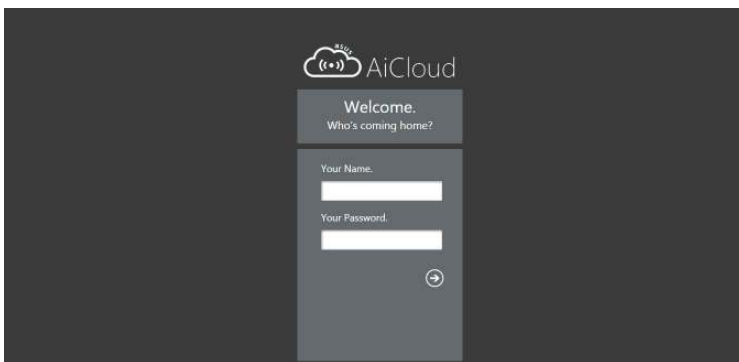 ASUS
AiCloud
Welcome.
Who's coming home?
Your Name.
Your Password.